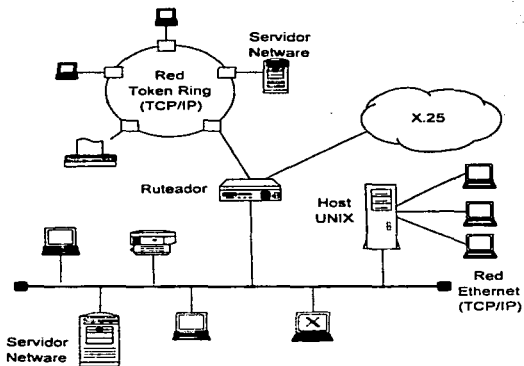 Servidor
Netware
Red
Token Ring
(TCP/IP)
X.25
Ruteador
Host
UNIX
Red
Ethernet
(TCP/IP)
Servidor
Netware
X